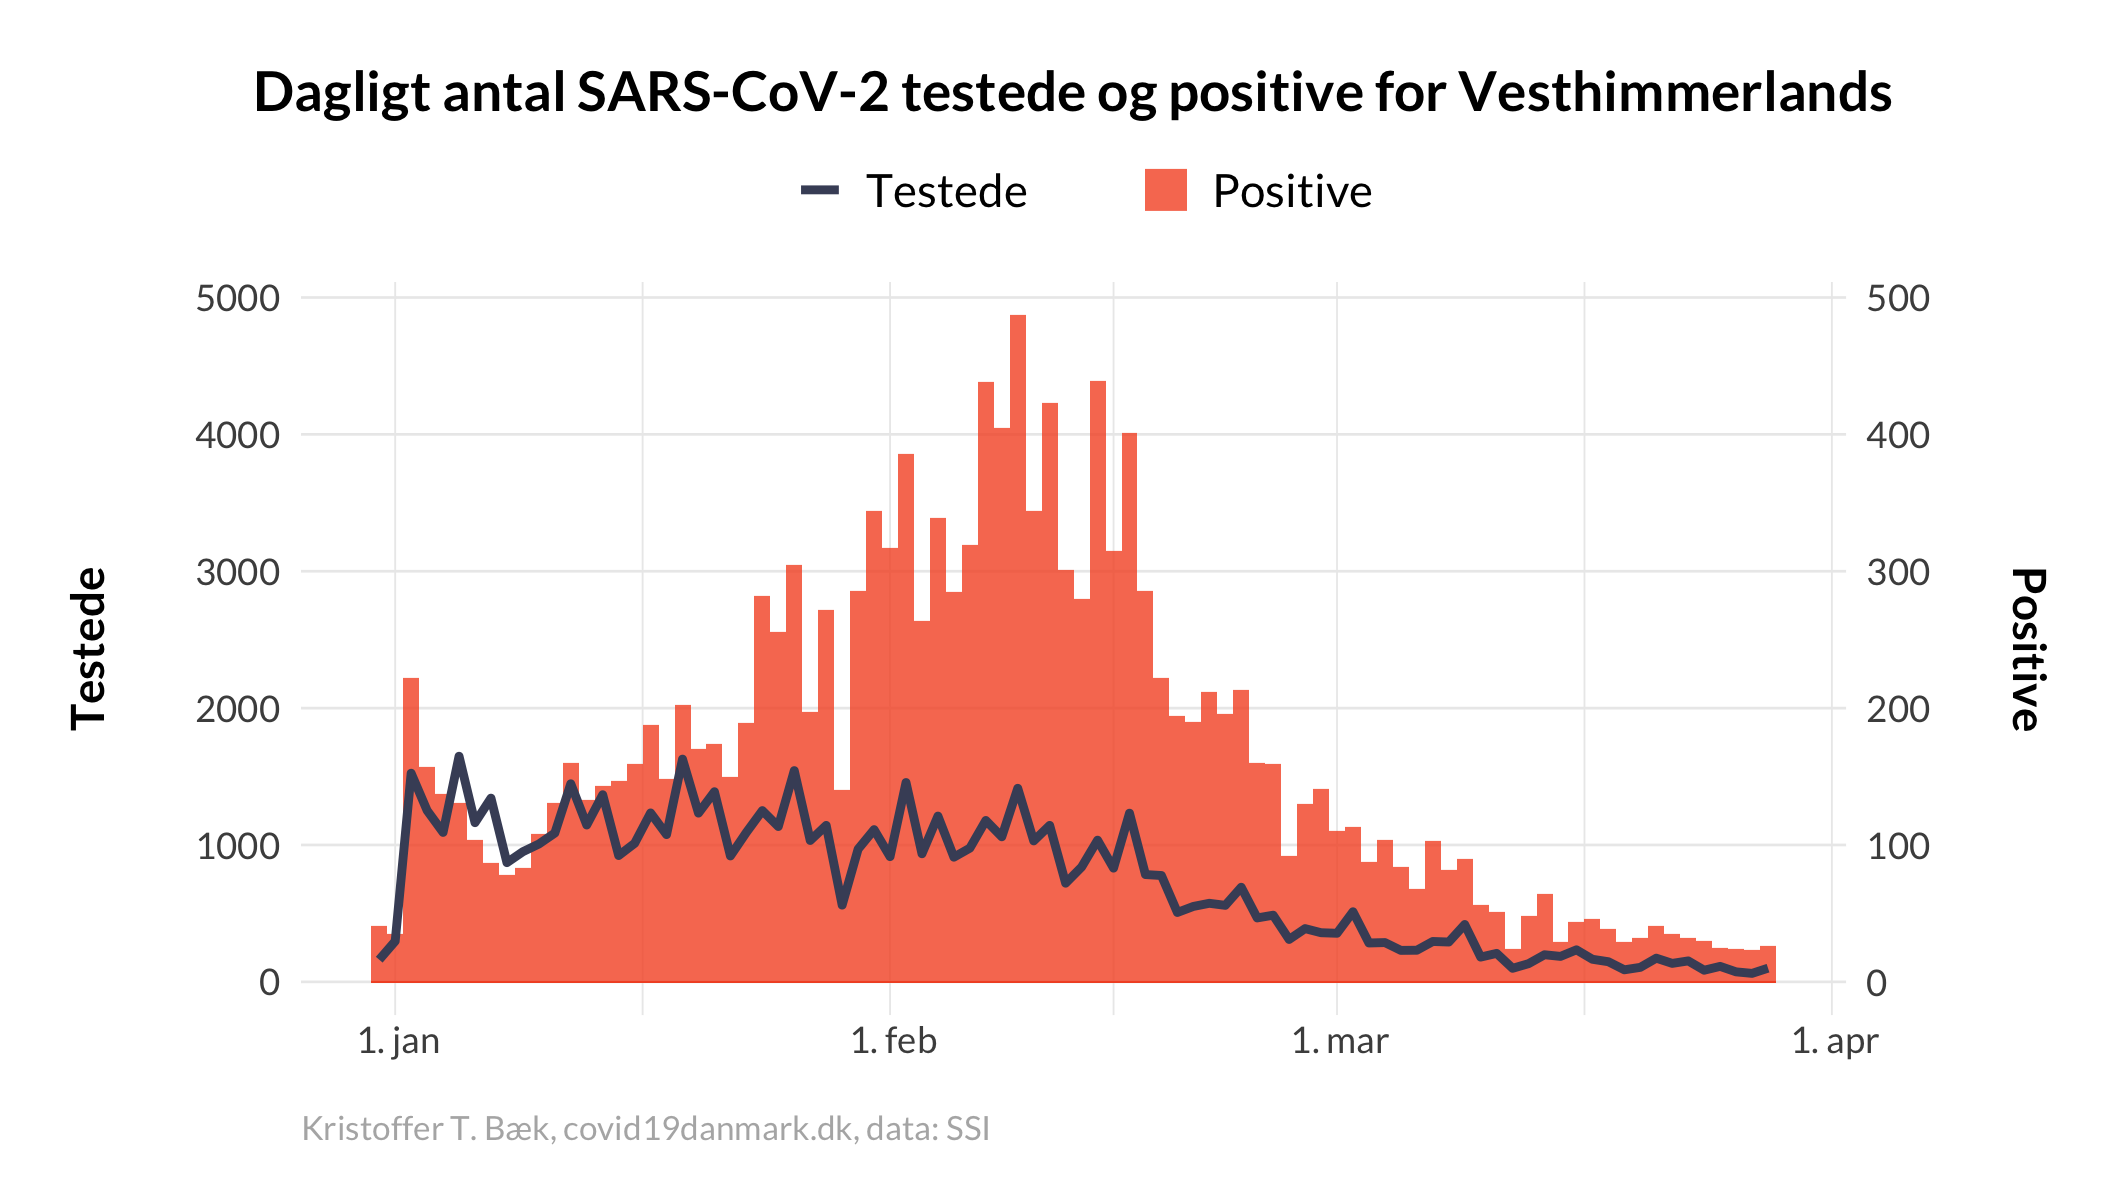 Dagligt antal SARS-CoV-2 testede og positive for Vesthimmerlands
Testede
Positive
5000
500
4000
400
3000
300
Testede
Positive
2000
200
1000
100
0
0
1. jan
1. feb
1. mar
1. apr
Kristoffer T. Bæk, covid19danmark.dk, data: SSI